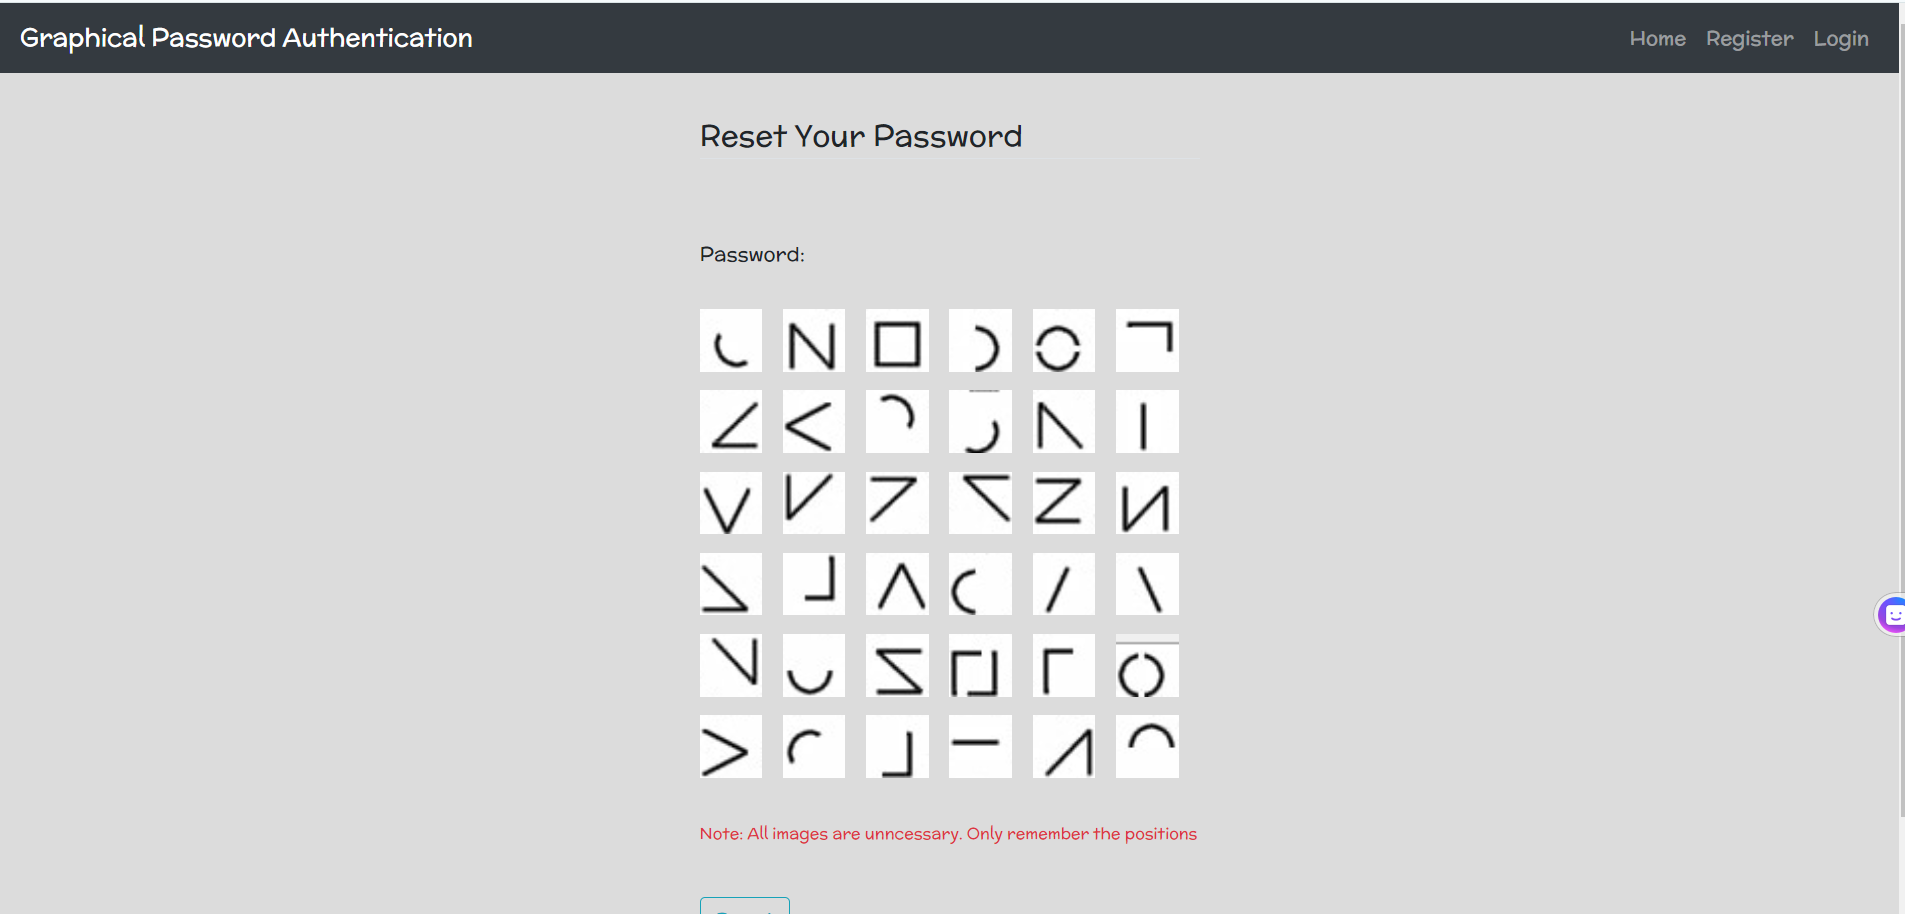 Graphical Password Authentication
Home Register Login
Reset Your Password
Password:
Note: All images are unncessary. Only remember the positions